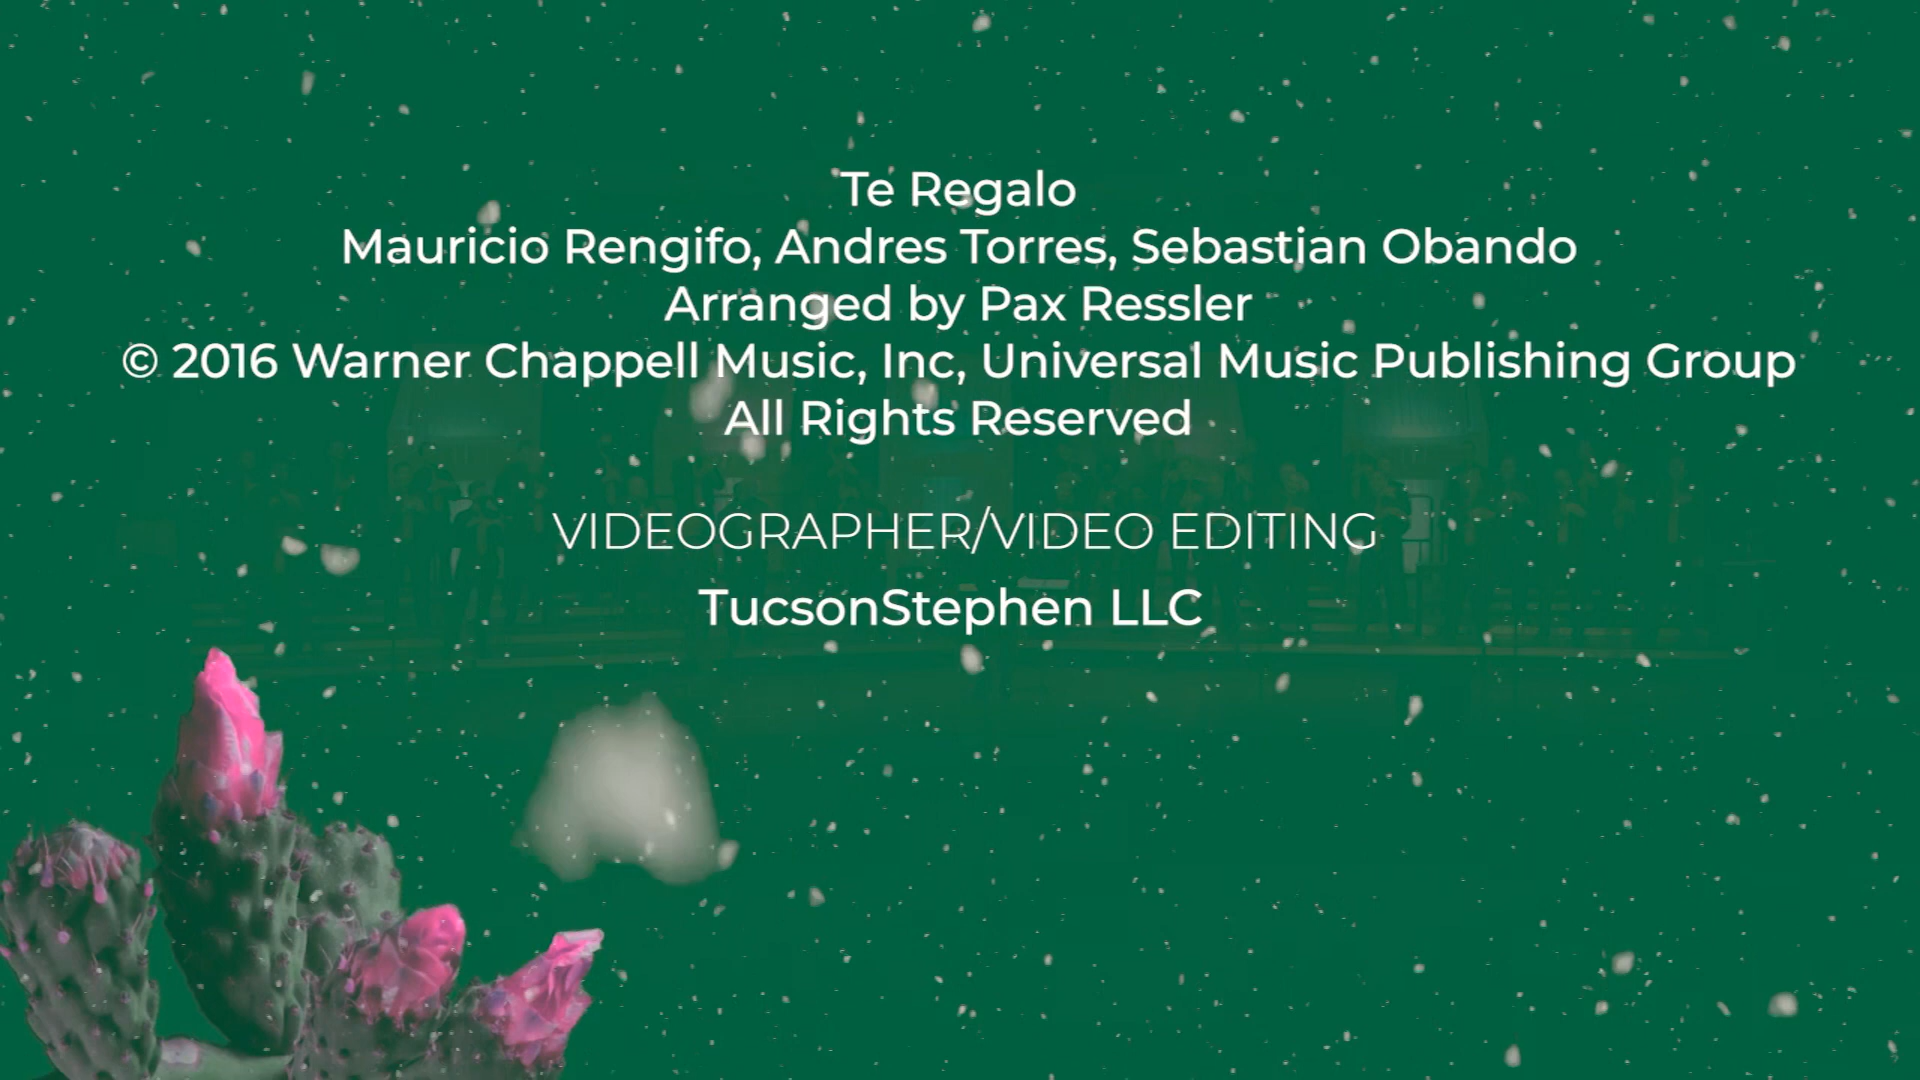 Te Regalo
Mauricio Rengifo, Andres Torres, Sebastian Obando
Arranged by Pax Ressler
© 2016 Warner Chappell Music, Inc, Universal Music Publishing Group
All Rights Reserved
VIDEOGRAPHER/VIDEO EDITING
TucsonStephen LLC